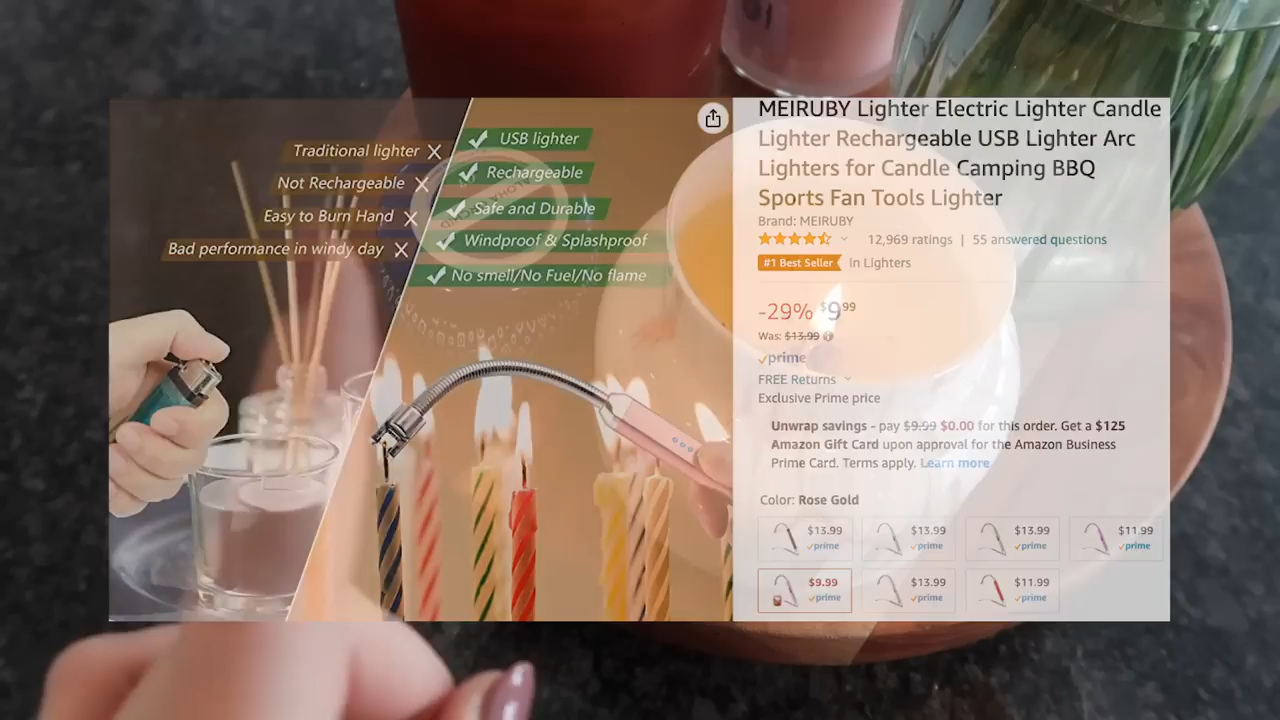 Traditional lighter
Not Rechargeable
Easy to Burn Hand
Bad performance in windy day
USB lighter
Rechargeable
Safe and Durable
Windproof & Splashproof
No smell/No Fuel/No flame
MEIRUBY Lighter Electric Lighter Candle
Lighter Rechargeable USB Lighter Arc
Lighters for Candle Camping BBQ
Sports Fan Tools Lighter
Brand: MEIRUBY
12,969 ratings | 55 answered questions
#1 Best Seller in Lighters
-29% $9⁹⁹
Was: $13.99
prime
FREE Returns
Exclusive Prime price
Unwrap savings - pay $9.99 $0.00 for this order. Get a $125
Amazon Gift Card upon approval for the Amazon Business
Prime Card. Terms apply. Learn more
Color: Rose Gold
$13.99 $13.99 $13.99 $11.99
prime prime prime prime
$9.99 $13.99 $11.99
prime prime prime